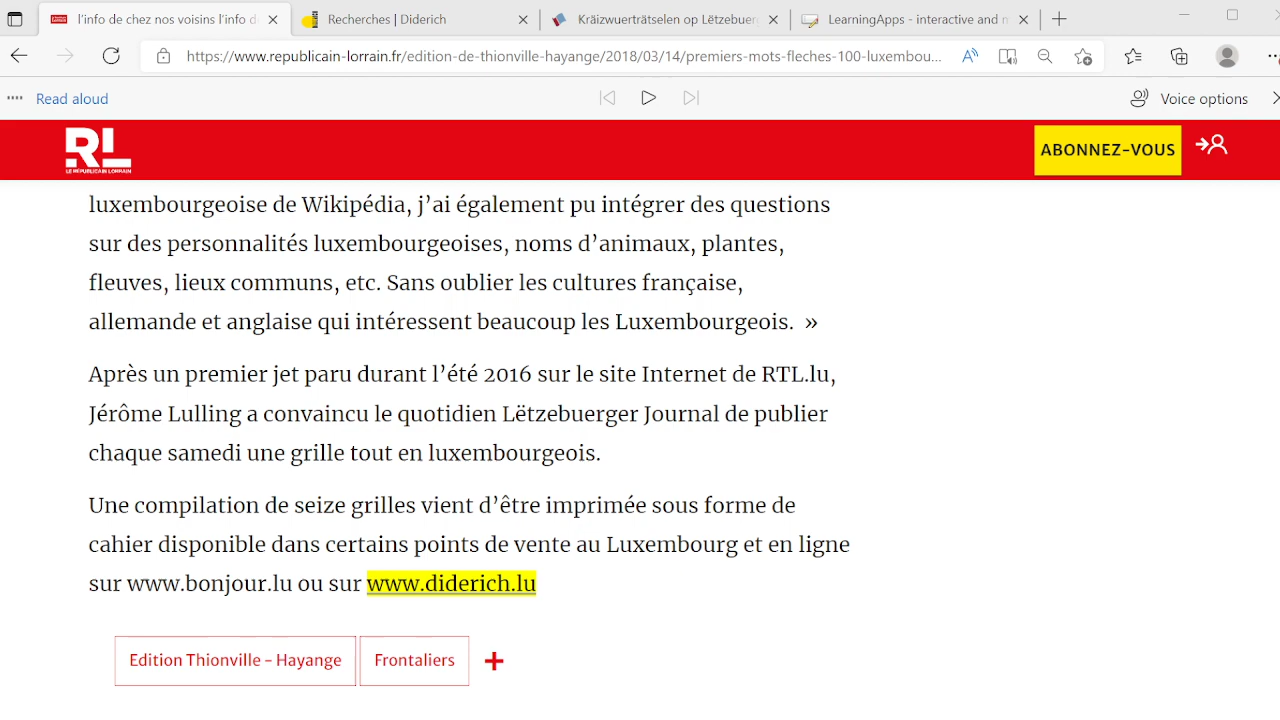 l'info de chez nos voisins l'info d
Recherches | Diderich
Kräizwuerträtselen op Lëtzebuerg
LearningApps - interactive and m
https://www.republicain-lorrain.fr/edition-de-thionville-hayange/2018/03/14/premiers-mots-fleches-100-luxembou...
Read aloud
Voice options
RL
LE RÉPUBLICAIN LORRAIN
ABONNEZ-VOUS
luxembourgeoise de Wikipédia, j’ai également pu intégrer des questions
sur des personnalités luxembourgeoises, noms d’animaux, plantes,
fleuves, lieux communs, etc. Sans oublier les cultures française,
allemande et anglaise qui intéressent beaucoup les Luxembourgeois. »
Après un premier jet paru durant l’été 2016 sur le site Internet de RTL.lu,
Jérôme Lulling a convaincu le quotidien Lëtzebuerger Journal de publier
chaque samedi une grille tout en luxembourgeois.
Une compilation de seize grilles vient d’être imprimée sous forme de
cahier disponible dans certains points de vente au Luxembourg et en ligne
sur www.bonjour.lu ou sur www.diderich.lu
Edition Thionville - Hayange
Frontaliers